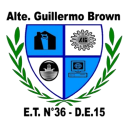 Alte. Guillermo Brown
E.T. N°36 - D.E.15